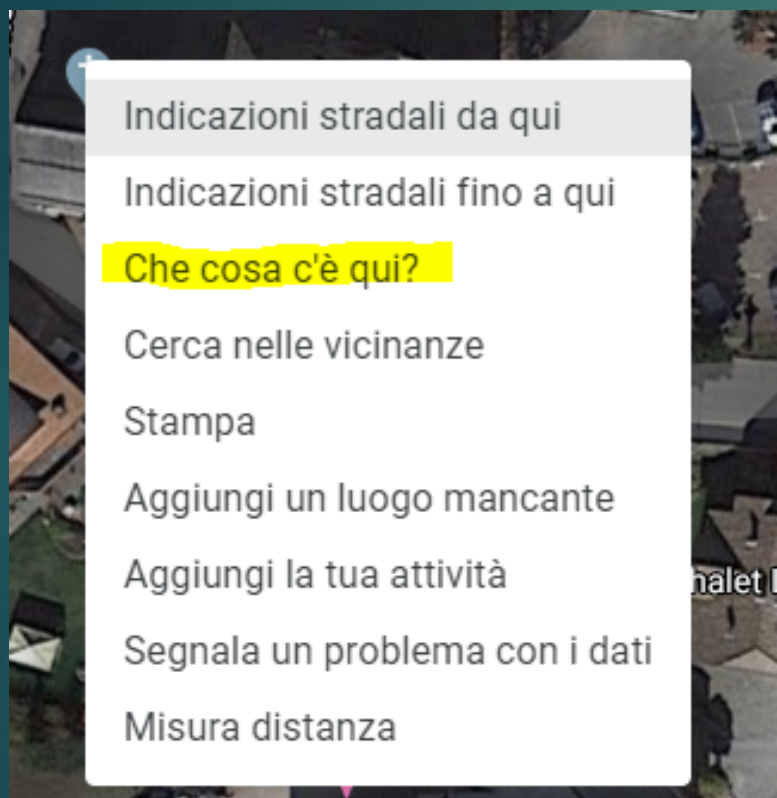 Indicazioni stradali da qui
Indicazioni stradali fino a qui
Che cosa c'è qui?
Cerca nelle vicinanze
Stampa
Aggiungi un luogo mancante
Aggiungi la tua attività
halet
Segnala un problema con i dati
Misura distanza